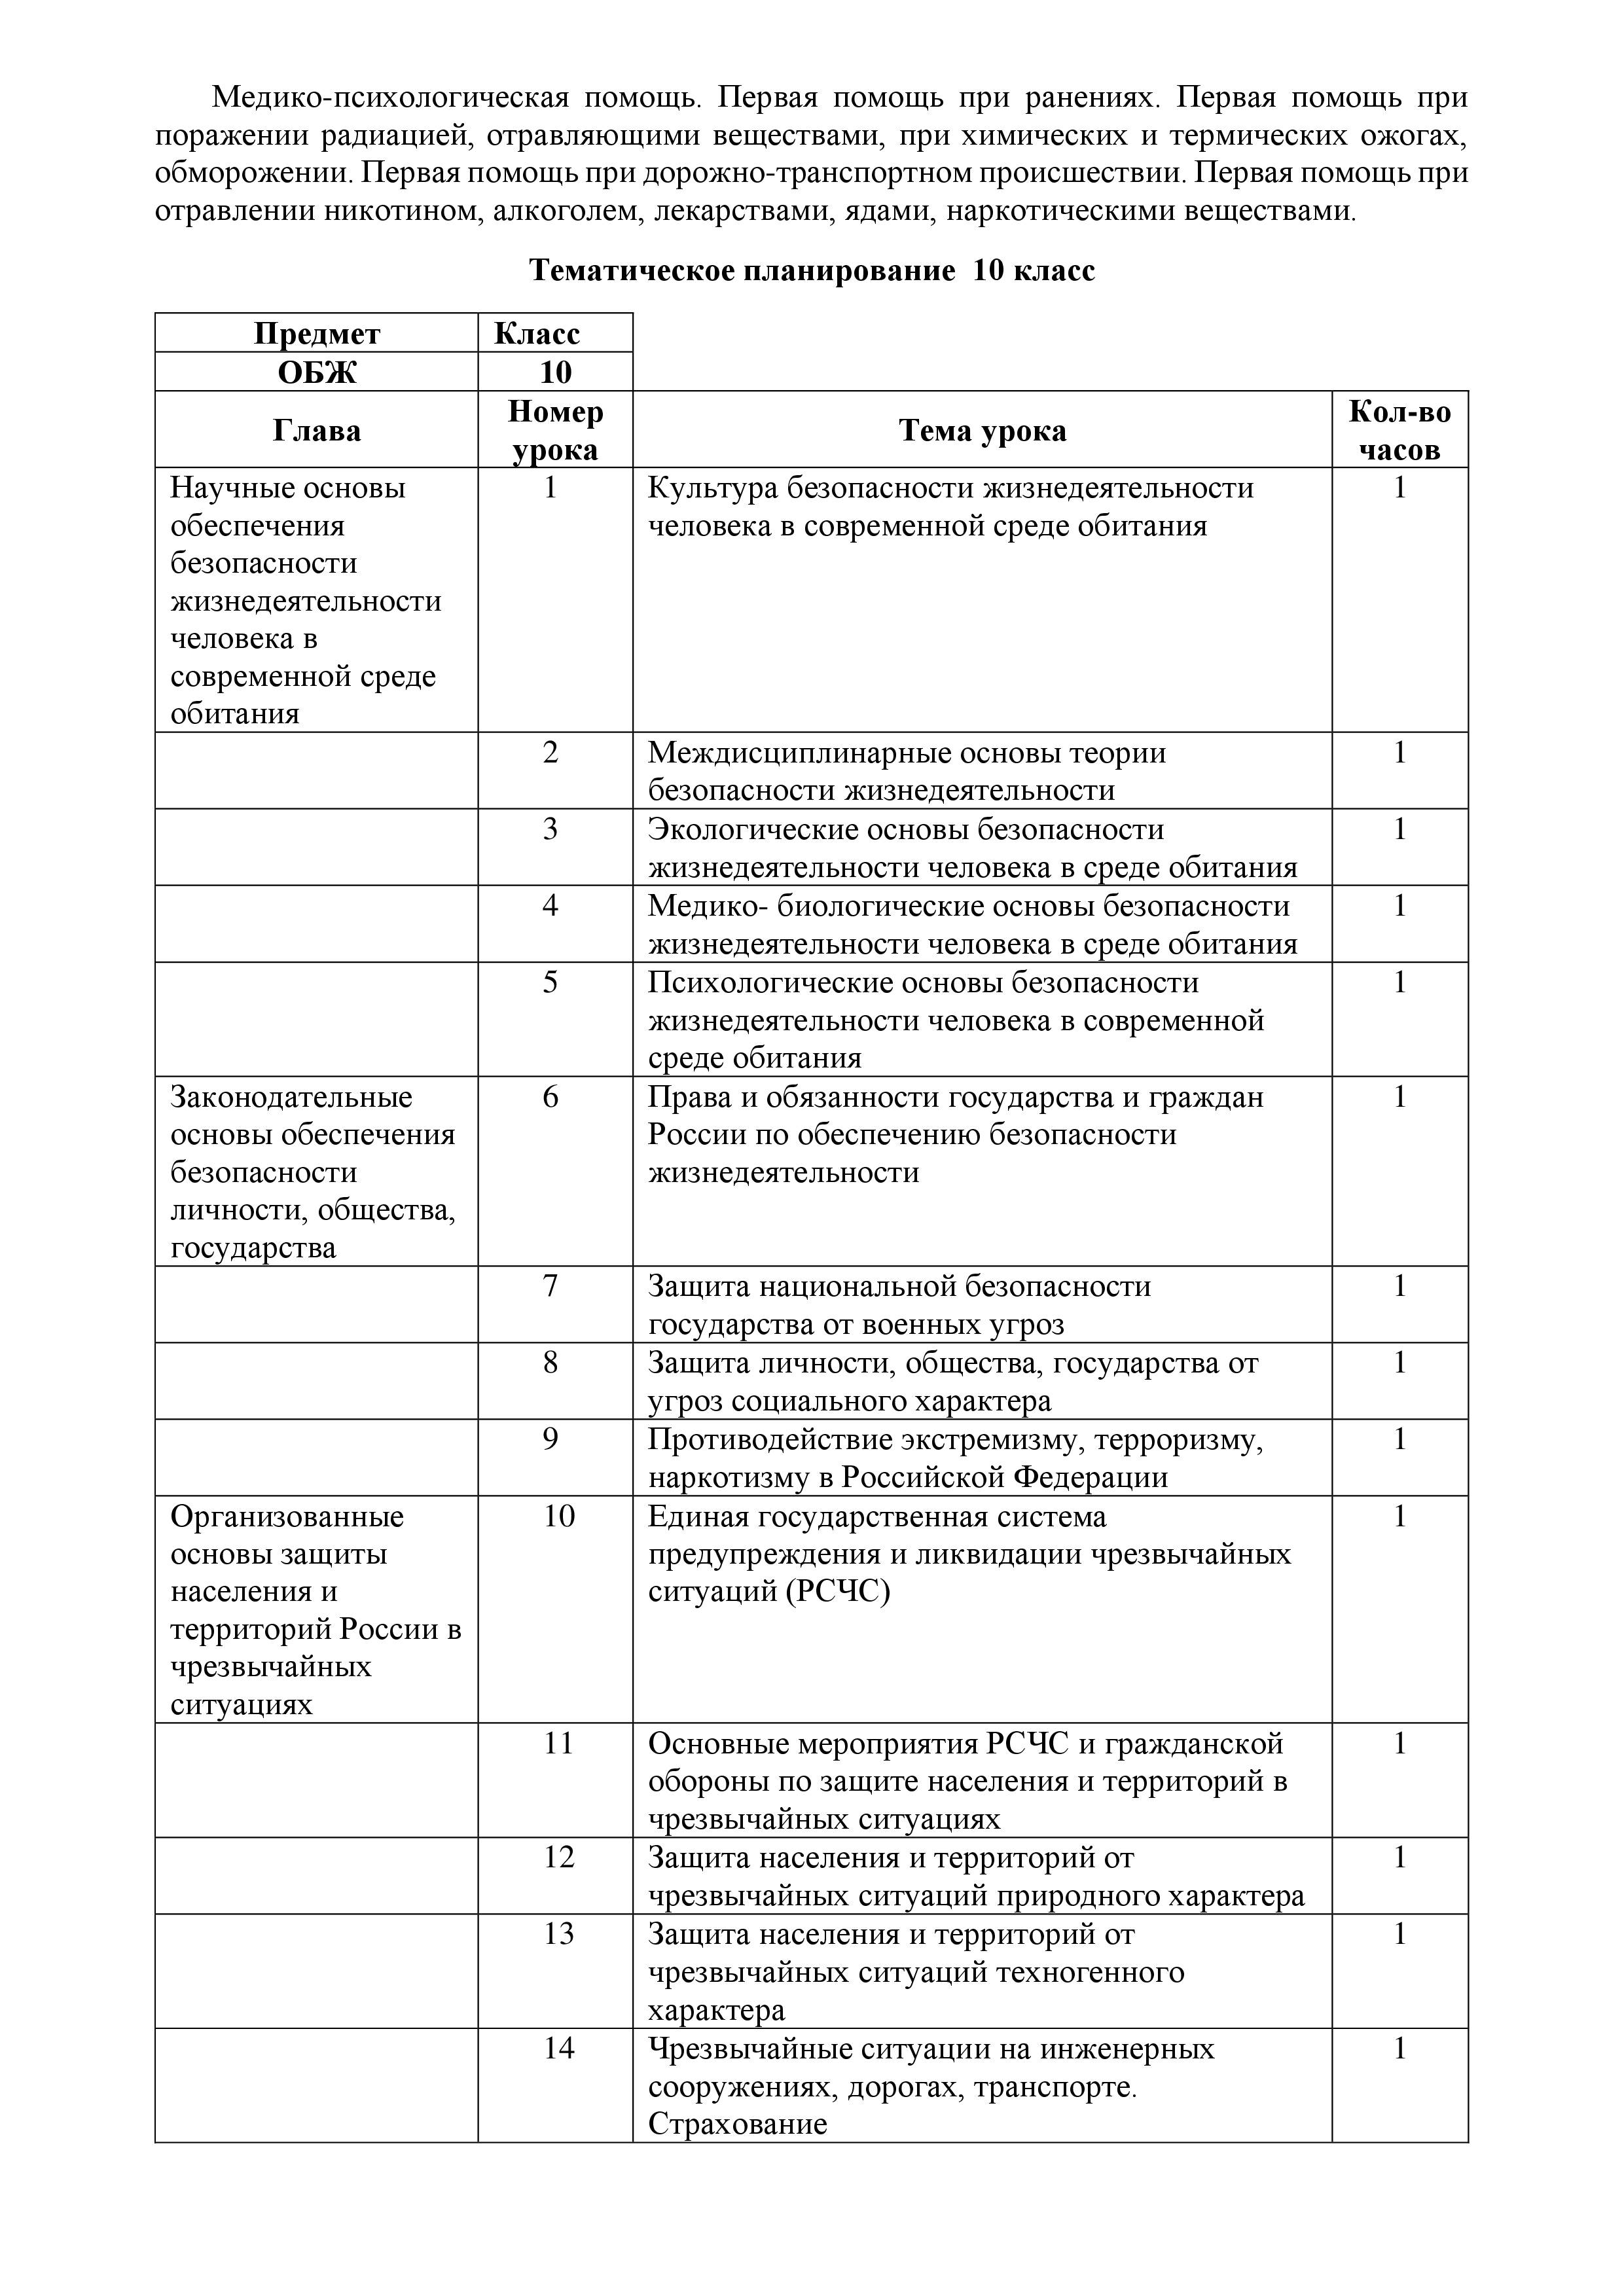 Медико-психологическая помощь. Первая помощь при ранениях. Первая помощь при
поражении радиацией, отравляющими веществами, при химических и термических ожогах,
обморожении. Первая помощь при дорожно-транспортном происшествии. Первая помощь при
отравлении никотином, алкоголем, лекарствами, ядами, наркотическими веществами.
Тематическое планирование 10 класс
Предмет Класс
ОБЖ 10
Глава
Номер
урока
Тема урока
Кол-во
часов
Научные основы
обеспечения
безопасности
жизнедеятельности
человека в
современной среде
обитания
1
Культура безопасности жизнедеятельности
человека в современной среде обитания
1
2
Междисциплинарные основы теории
безопасности жизнедеятельности
1
3
Экологические основы безопасности
жизнедеятельности человека в среде обитания
1
4
Медико- биологические основы безопасности
жизнедеятельности человека в среде обитания
1
5
Психологические основы безопасности
жизнедеятельности человека в современной
среде обитания
1
Законодательные
основы обеспечения
безопасности
личности, общества,
государства
6
Права и обязанности государства и граждан
России по обеспечению безопасности
жизнедеятельности
1
7
Защита национальной безопасности
государства от военных угроз
1
8
Защита личности, общества, государства от
угроз социального характера
1
9
Противодействие экстремизму, терроризму,
наркотизму в Российской Федерации
1
Организованные
основы защиты
населения и
территорий России в
чрезвычайных
ситуациях
10
Единая государственная система
предупреждения и ликвидации чрезвычайных
ситуаций (РСЧС)
1
11
Основные мероприятия РСЧС и гражданской
обороны по защите населения и территорий в
чрезвычайных ситуациях
1
12
Защита населения и территорий от
чрезвычайных ситуаций природного характера
1
13
Защита населения и территорий от
чрезвычайных ситуаций техногенного
характера
1
14
Чрезвычайные ситуации на инженерных
сооружениях, дорогах, транспорте.
Страхование
1